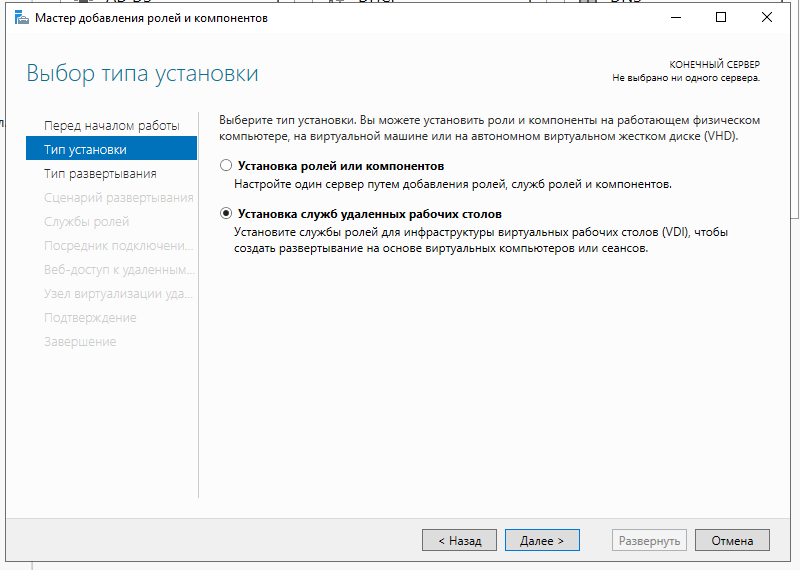 Мастер добавления ролей и компонентов
Выбор типа установки
КОНЕЧНЫЙ СЕРВЕР
Не выбрано ни одного сервера.
Перед началом работы
Тип установки
Тип развертывания
Сценарий развертывания
Службы ролей
Посредник подключени...
Веб-доступ к удаленным...
Узел виртуализации уда...
Подтверждение
Завершение
Выберите тип установки. Вы можете установить роли и компоненты на работающем физическом
компьютере, на виртуальной машине или на автономном виртуальном жестком диске (VHD).
Установка ролей или компонентов
Настройте один сервер путем добавления ролей, служб ролей и компонентов.
Установка служб удаленных рабочих столов
Установите службы ролей для инфраструктуры виртуальных рабочих столов (VDI), чтобы
создать развертывание на основе виртуальных компьютеров или сеансов.
< Назад
Далее >
Развернуть
Отмена